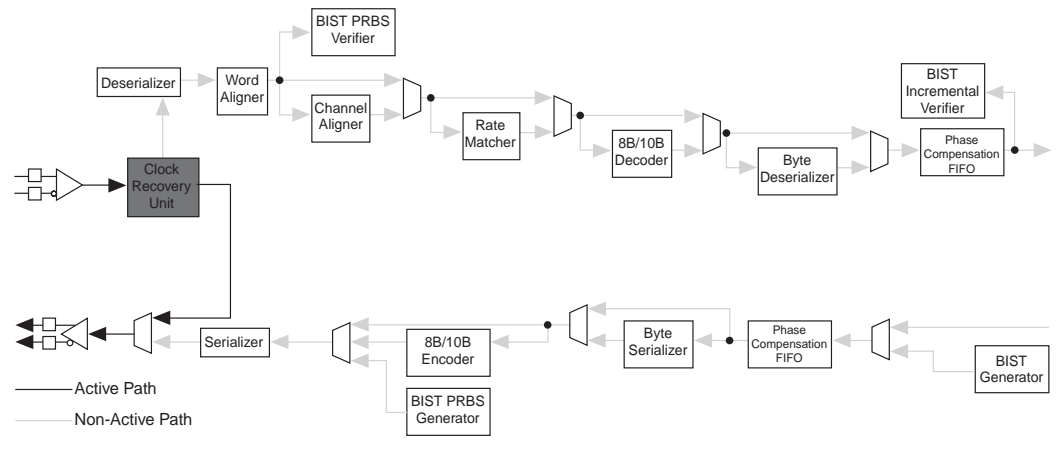 BIST PRBS
Verifier
Deserializer
Word
Aligner
Channel
Aligner
Rate
Matcher
8B/10B
Decoder
Byte
Deserializer
BIST
Incremental
Verifier
Phase
Compensation
FIFO
Clock
Recovery
Unit
Serializer
8B/10B
Encoder
BIST PRBS
Generator
Byte
Serializer
Phase
Compensation
FIFO
BIST
Generator
Active Path
Non-Active Path